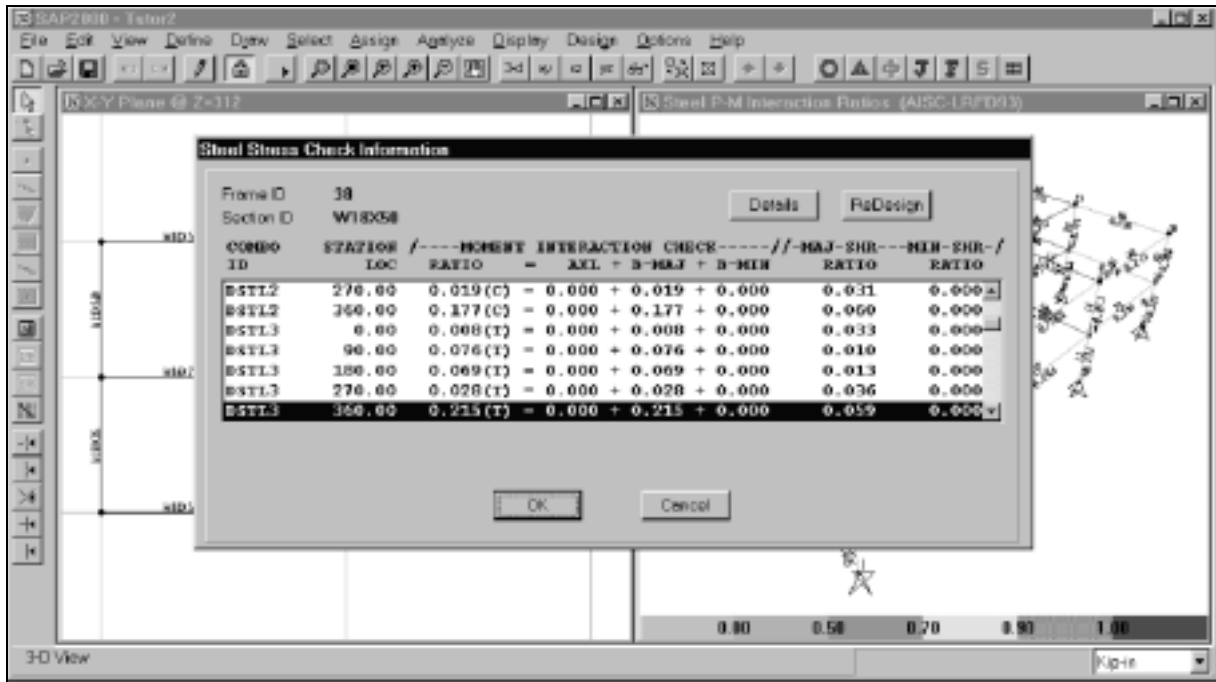 SAP2000 - Tutor2
File Edit View Define Draw Select Assign Analyze Display Design Options Help
X-Y Plane @ Z=312
Steel P-M Interaction Ratios (AISC-LRFD93)
Steel Stress Check Information
Frame ID 38
Section ID W18X50
Details ReDesign
COMBO STATION /----MOMENT INTERACTION CHECK-----//-MAJ-SHR---MIN-SHR-/
ID LOC RATIO = AXL + B-MAJ + B-MIN RATIO RATIO
DSTL2 270.00 0.019(C) = 0.000 + 0.019 + 0.000 0.031 0.000
DSTL2 360.00 0.177(C) = 0.000 + 0.177 + 0.000 0.060 0.000
DSTL3 0.00 0.008(T) = 0.000 + 0.008 + 0.000 0.033 0.000
DSTL3 90.00 0.076(T) = 0.000 + 0.076 + 0.000 0.010 0.000
DSTL3 180.00 0.069(T) = 0.000 + 0.069 + 0.000 0.013 0.000
DSTL3 270.00 0.028(T) = 0.000 + 0.028 + 0.000 0.036 0.000
DSTL3 360.00 0.215(T) = 0.000 + 0.215 + 0.000 0.059 0.000
OK Cancel
0.00 0.50 0.70 0.90 1.00
3-D View
Kip-in